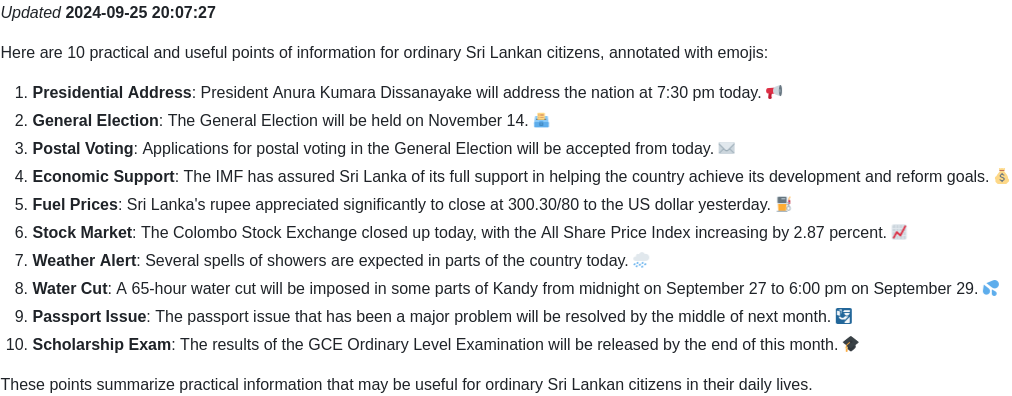 Updated 2024-09-25 20:07:27
Here are 10 practical and useful points of information for ordinary Sri Lankan citizens, annotated with emojis:
1. Presidential Address: President Anura Kumara Dissanayake will address the nation at 7:30 pm today. 📢
2. General Election: The General Election will be held on November 14. 🗳️
3. Postal Voting: Applications for postal voting in the General Election will be accepted from today. ✉️
4. Economic Support: The IMF has assured Sri Lanka of its full support in helping the country achieve its development and reform goals. 💰
5. Fuel Prices: Sri Lanka's rupee appreciated significantly to close at 300.30/80 to the US dollar yesterday. ⛽
6. Stock Market: The Colombo Stock Exchange closed up today, with the All Share Price Index increasing by 2.87 percent. 📈
7. Weather Alert: Several spells of showers are expected in parts of the country today. 🌧️
8. Water Cut: A 65-hour water cut will be imposed in some parts of Kandy from midnight on September 27 to 6:00 pm on September 29. 💦
9. Passport Issue: The passport issue that has been a major problem will be resolved by the middle of next month. 🛂
10. Scholarship Exam: The results of the GCE Ordinary Level Examination will be released by the end of this month. 🎓
These points summarize practical information that may be useful for ordinary Sri Lankan citizens in their daily lives.